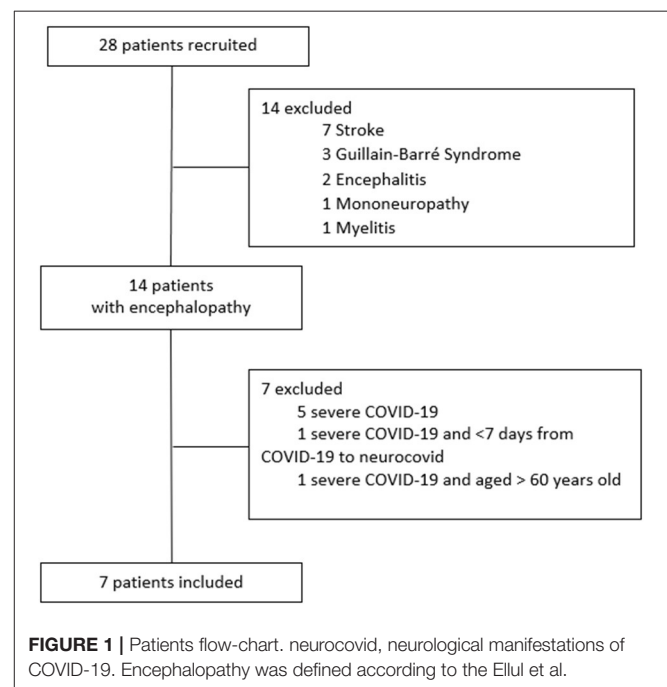 28 patients recruited
14 excluded
7 Stroke
3 Guillain-Barré Syndrome
2 Encephalitis
1 Mononeuropathy
1 Myelitis
14 patients
with encephalopathy
7 excluded
5 severe COVID-19
1 severe COVID-19 and <7 days from
COVID-19 to neurocovid
1 severe COVID-19 and aged > 60 years old
7 patients included
FIGURE 1 | Patients flow-chart. neurocovid, neurological manifestations of
COVID-19. Encephalopathy was defined according to the Ellul et al.